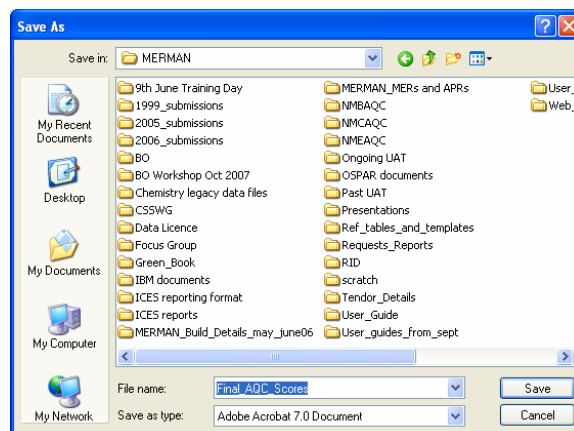 Save As
Save in: MERMAN
My Recent Documents
Desktop
My Documents
My Computer
My Network
9th June Training Day
1999_submissions
2005_submissions
2006_submissions
BO
BO Workshop Oct 2007
Chemistry legacy data files
CSSWG
Data Licence
Focus Group
Green_Book
IBM documents
ICES reporting format
ICES reports
MERMAN_Build_Details_may_june06
MERMAN_MERs and APRs
NMBAQC
NMCAQC
NMEAQC
Ongoing UAT
OSPAR documents
Past UAT
Presentations
Ref_tables_and_templates
Requests_Reports
RID
scratch
Tendor_Details
User_Guide
User_guides_from_sept
User_
Web_
File name: Final_AQC_Scores
Save
Save as type: Adobe Acrobat 7.0 Document
Cancel